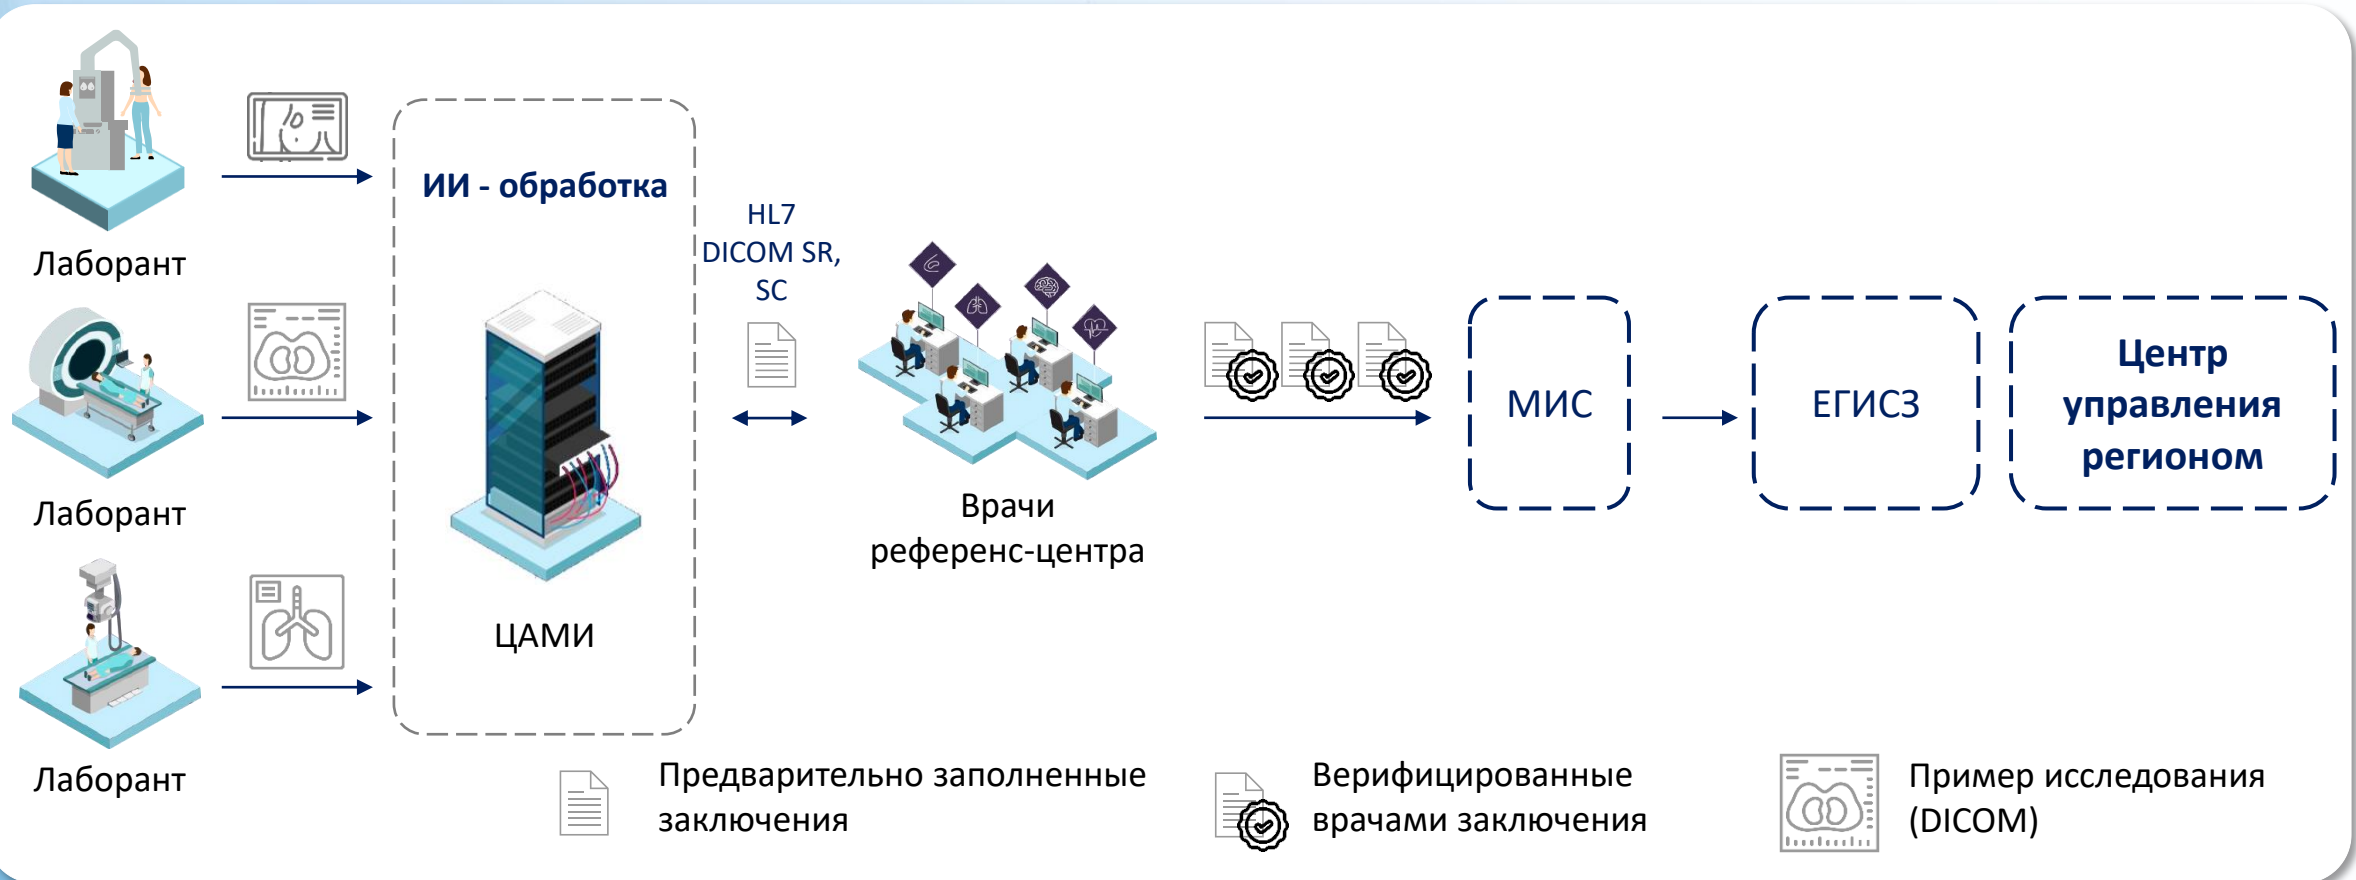 Лаборант
Лаборант
Лаборант
ИИ - обработка
ЦАМИ
HL7
DICOM SR,
SC
Врачи
референс-центра
МИС
ЕГИСЗ
Центр
управления
регионом
Предварительно заполненные
заключения
Верифицированные
врачами заключения
Пример исследования
(DICOM)